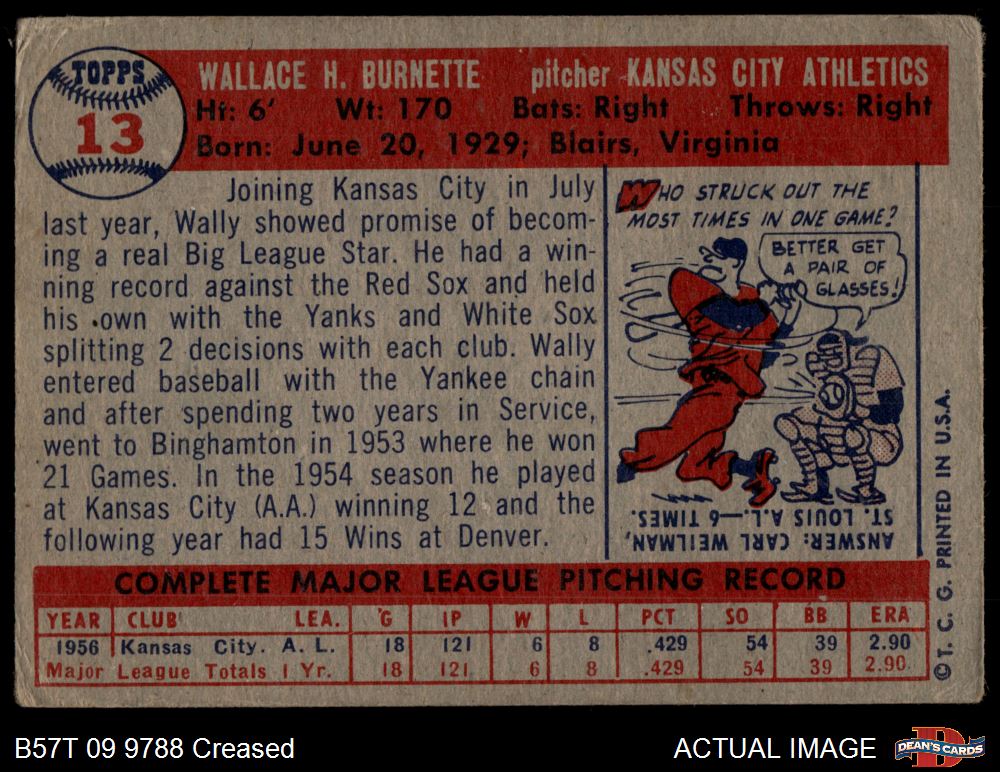 TOPPS
13
WALLACE H. BURNETTE pitcher KANSAS CITY ATHLETICS
Ht: 6' Wt: 170 Bats: Right Throws: Right
Born: June 20, 1929; Blairs, Virginia
Joining Kansas City in July
last year, Wally showed promise of becom-
ing a real Big League Star. He had a win-
ning record against the Red Sox and held
his own with the Yanks and White Sox
splitting 2 decisions with each club. Wally
entered baseball with the Yankee chain
and after spending two years in Service,
went to Binghamton in 1953 where he won
21 Games. In the 1954 season he played
at Kansas City (A.A.) winning 12 and the
following year had 15 Wins at Denver.
WHO STRUCK OUT THE
MOST TIMES IN ONE GAME?
BETTER GET
A PAIR OF
GLASSES!
ANSWER: CARL WEILMAN,
ST. LOUIS A.L.—6 TIMES.
© T. C. G. PRINTED IN U.S.A.
COMPLETE MAJOR LEAGUE PITCHING RECORD
YEAR CLUB LEA. G IP W L PCT SO BB ERA
1956 Kansas City. A. L. 18 121 6 8 .429 54 39 2.90
Major League Totals 1 Yr. 18 121 6 8 .429 54 39 2.90
B57T 09 9788 Creased
ACTUAL IMAGE
DEAN'S CARDS